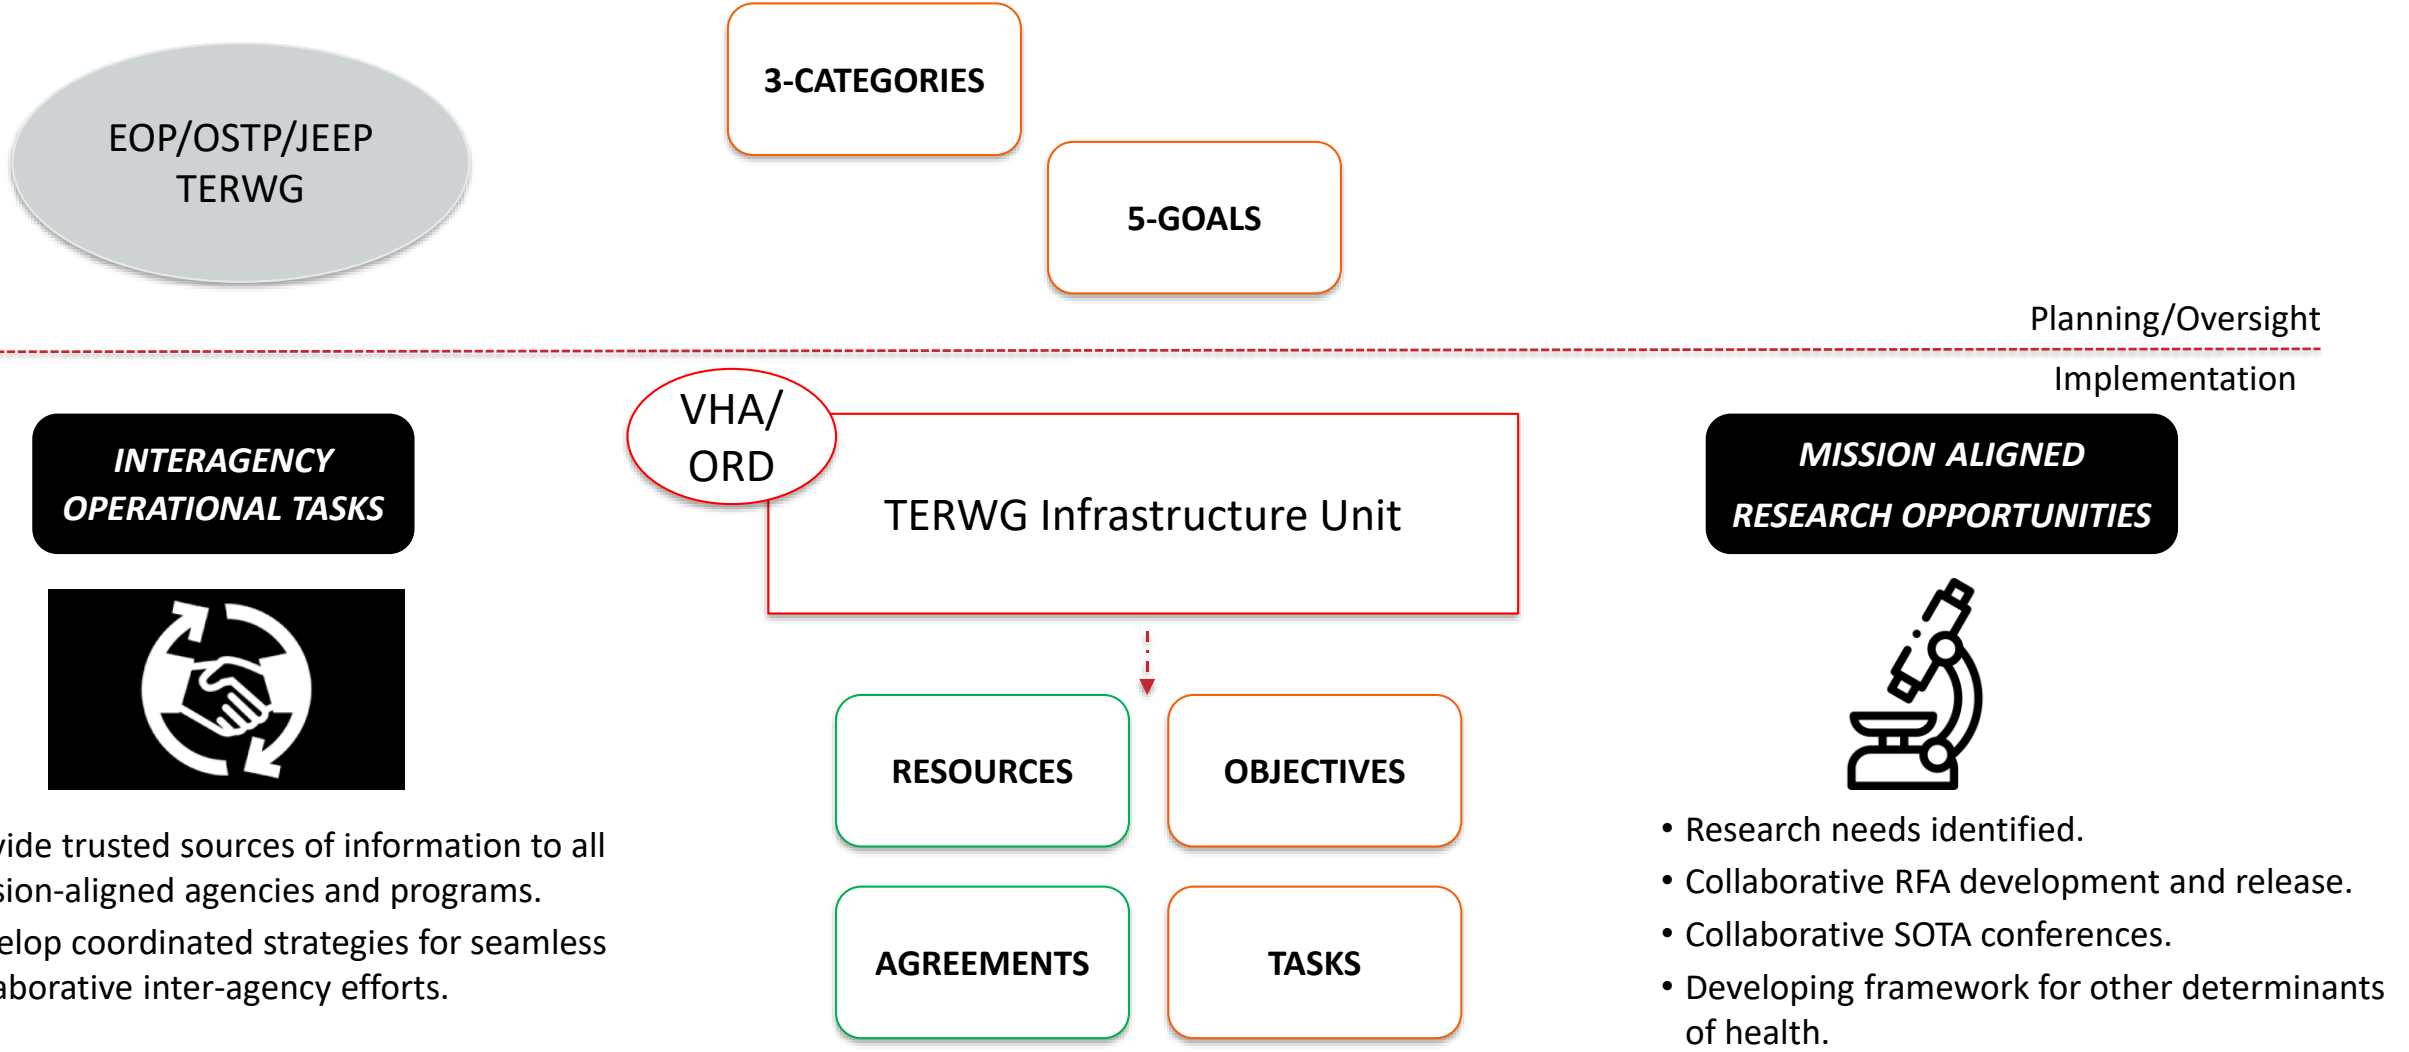 EOP/OSTP/JEEP
TERWG
3-CATEGORIES
5-GOALS
Planning/Oversight
Implementation
INTERAGENCY
OPERATIONAL TASKS
VHA/
ORD
TERWG Infrastructure Unit
MISSION ALIGNED
RESEARCH OPPORTUNITIES
vide trusted sources of information to all
sion-aligned agencies and programs.
elop coordinated strategies for seamless
aborative inter-agency efforts.
RESOURCES
OBJECTIVES
AGREEMENTS
TASKS
• Research needs identified.
• Collaborative RFA development and release.
• Collaborative SOTA conferences.
• Developing framework for other determinants
of health.